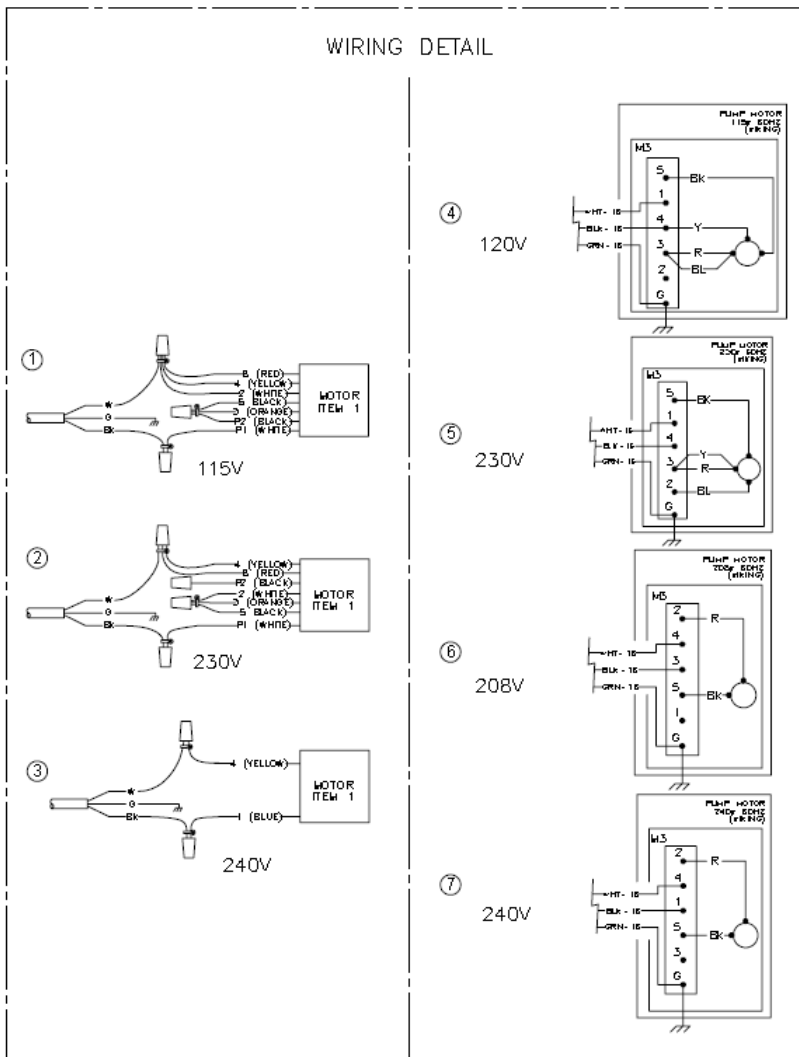 WIRING DETAIL
1
W
G
BK
8 (RED)
4 (YELLOW)
2 (WHITE)
5 BLACK)
3 (ORANGE)
P2 (BLACK)
P1 (WHITE)
MOTOR
ITEM 1
115V
2
W
G
BK
4 (YELLOW)
8 (RED)
P2 (BLACK)
2 (WHITE)
3 (ORANGE)
5 BLACK)
P1 (WHITE)
MOTOR
ITEM 1
230V
3
W
G
BK
4 (YELLOW)
1 (BLUE)
MOTOR
ITEM 1
240V
4
120V
PUMP MOTOR
M3
5
1
4
3
2
G
WHT-16
BLK-16
GRN-16
BK
Y
R
BL
5
230V
PUMP MOTOR
M3
5
1
4
3
2
G
WHT-16
BLK-16
GRN-16
BK
Y
R
BL
6
208V
PUMP MOTOR
M3
2
4
3
5
1
G
WHT-16
BLK-16
GRN-16
R
BK
7
240V
PUMP MOTOR
M3
2
4
1
5
3
G
WHT-16
BLK-16
GRN-16
R
BK